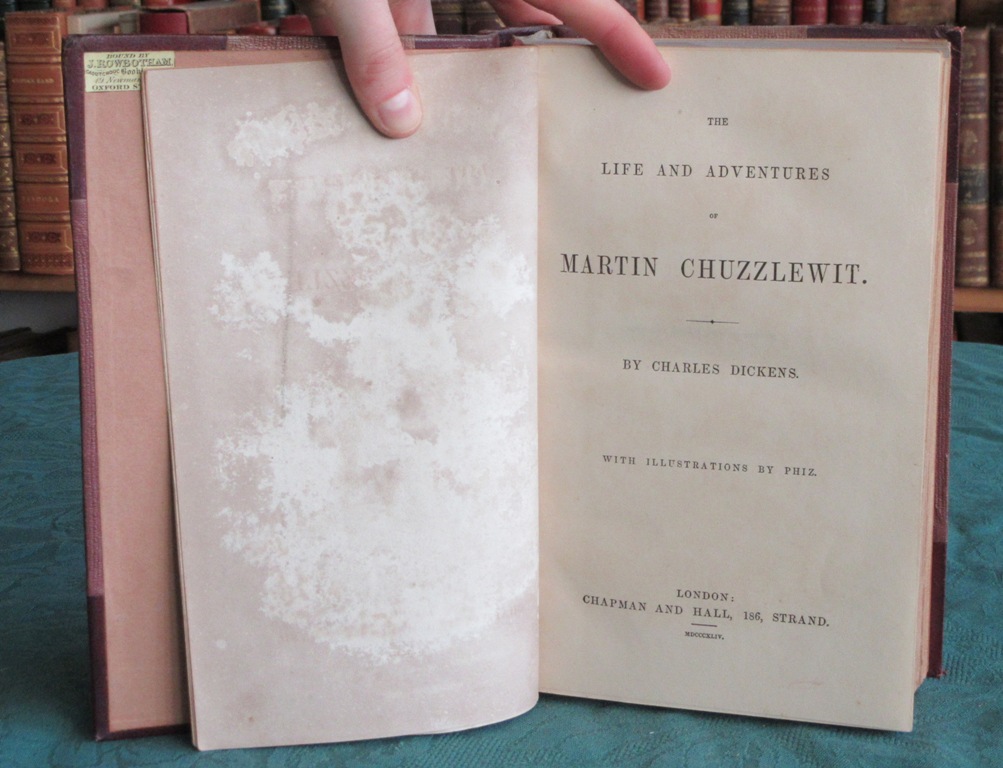 BOUND BY
J. ROWBOTHAM
OXFORD
THE
LIFE AND ADVENTURES
OF
MARTIN CHUZZLEWIT.
BY CHARLES DICKENS.
WITH ILLUSTRATIONS BY PHIZ.
LONDON:
CHAPMAN AND HALL, 186, STRAND.
MDCCCXLIV.